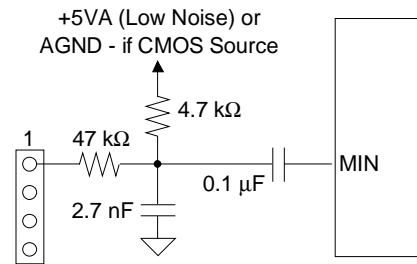 +5VA (Low Noise) or
AGND - if CMOS Source
4.7 kΩ
1
47 kΩ
MIN
0.1 μF
2.7 nF